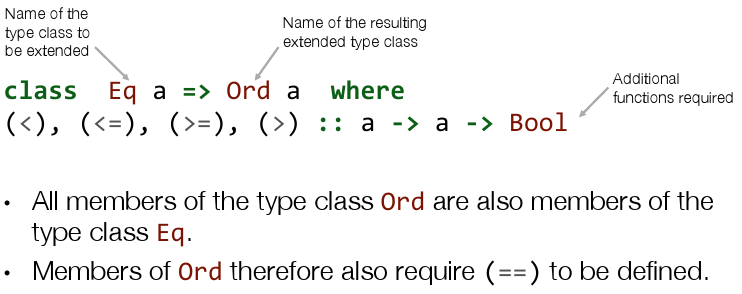 Name of the
type class to
be extended
Name of the resulting
extended type class
class Eq a => Ord a where
Additional
functions required
(<), (<=), (>=), (>) :: a -> a -> Bool
• All members of the type class Ord are also members of the
type class Eq.
• Members of Ord therefore also require (==) to be defined.